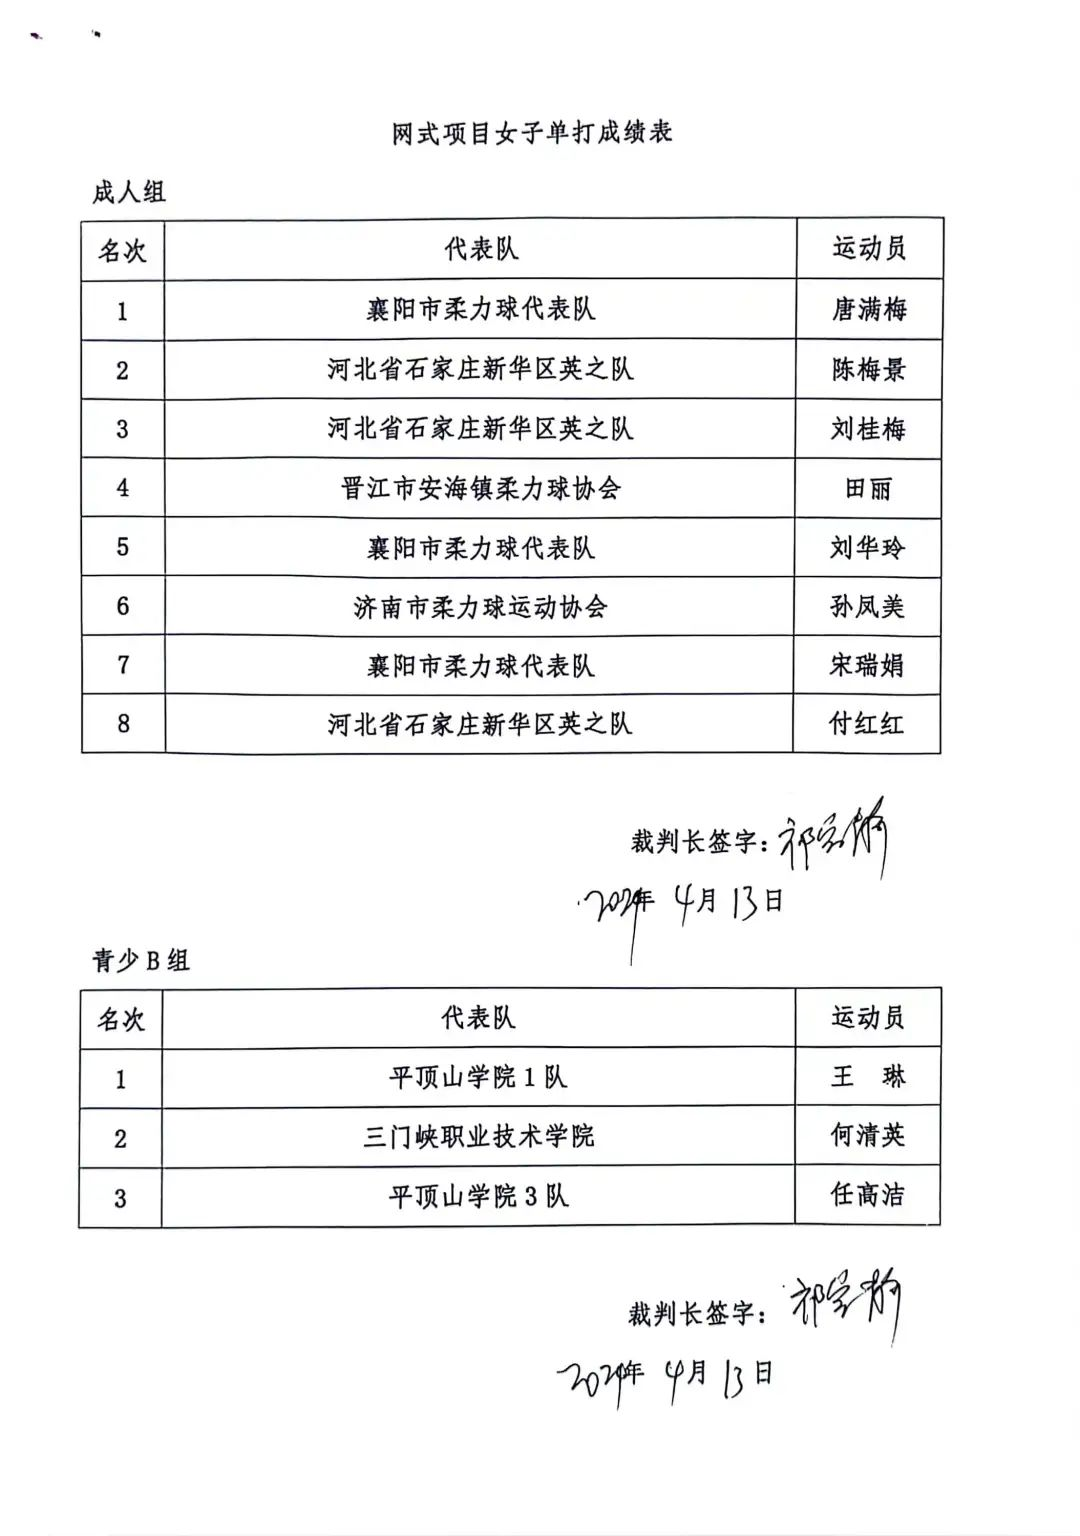 网式项目女子单打成绩表
成人组
名次 代表队 运动员
1 襄阳市柔力球代表队 唐满梅
2 河北省石家庄新华区英之队 陈梅景
3 河北省石家庄新华区英之队 刘桂梅
4 晋江市安海镇柔力球协会 田丽
5 襄阳市柔力球代表队 刘华玲
6 济南市柔力球运动协会 孙凤美
7 襄阳市柔力球代表队 宋瑞娟
8 河北省石家庄新华区英之队 付红红
裁判长签字：
2024年 4月 13日
青少 B 组
名次 代表队 运动员
1 平顶山学院 1 队 王 琳
2 三门峡职业技术学院 何清英
3 平顶山学院 3 队 任高洁
裁判长签字：
2024年 4月 13日